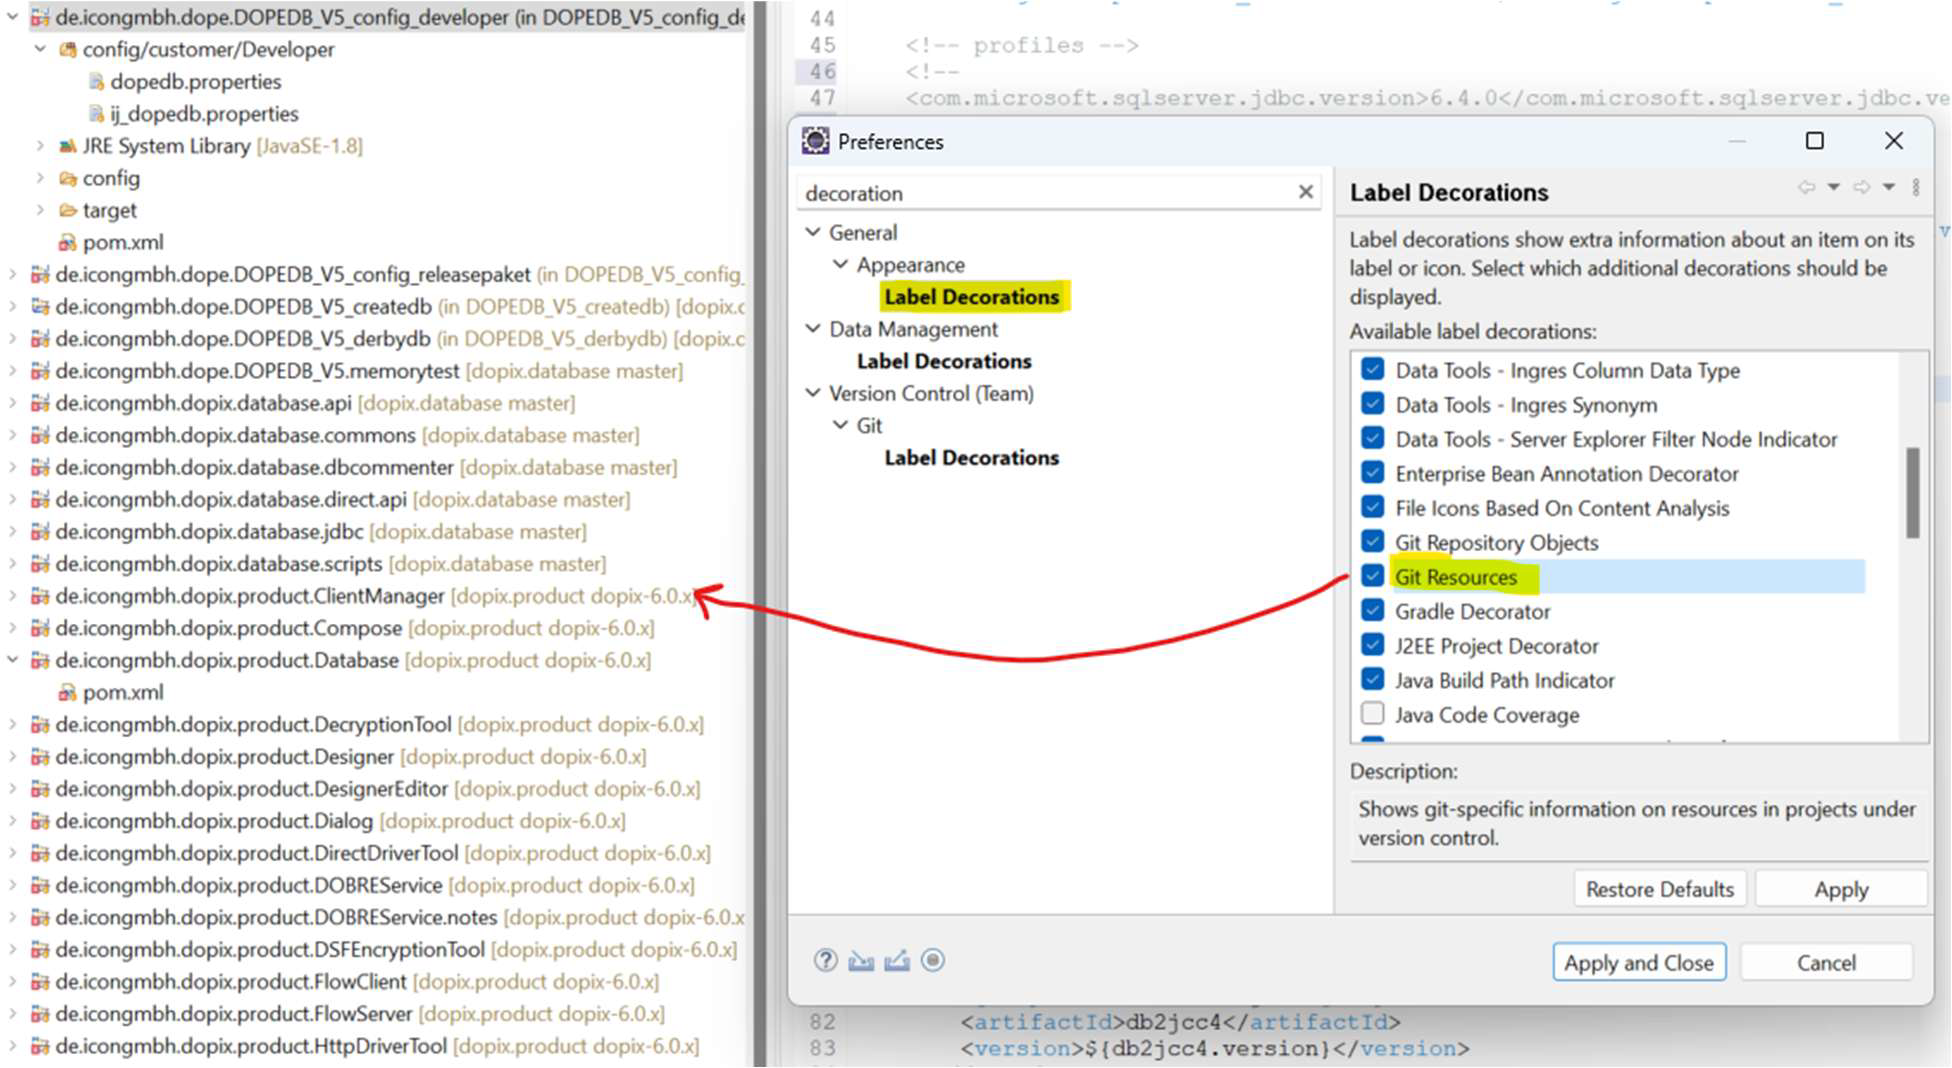 de.icongmbh.dope.DOPEDB_V5_config_developer (in DOPEDB_V5_config_de
config/customer/Developer
dopedb.properties
ij_dopedb.properties
JRE System Library [JavaSE-1.8]
config
target
pom.xml
de.icongmbh.dope.DOPEDB_V5_config_releasepaket (in DOPEDB_V5_config_
de.icongmbh.dope.DOPEDB_V5_createdb (in DOPEDB_V5_createdb) [dopix.c
de.icongmbh.dope.DOPEDB_V5_derbydb (in DOPEDB_V5_derbydb) [dopix.c
de.icongmbh.dope.DOPEDB_V5.memorytest [dopix.database master]
de.icongmbh.dopix.database.api [dopix.database master]
de.icongmbh.dopix.database.commons [dopix.database master]
de.icongmbh.dopix.database.dbcommenter [dopix.database master]
de.icongmbh.dopix.database.direct.api [dopix.database master]
de.icongmbh.dopix.database.jdbc [dopix.database master]
de.icongmbh.dopix.database.scripts [dopix.database master]
de.icongmbh.dopix.product.ClientManager [dopix.product dopix-6.0.x]
de.icongmbh.dopix.product.Compose [dopix.product dopix-6.0.x]
de.icongmbh.dopix.product.Database [dopix.product dopix-6.0.x]
pom.xml
de.icongmbh.dopix.product.DecryptionTool [dopix.product dopix-6.0.x]
de.icongmbh.dopix.product.Designer [dopix.product dopix-6.0.x]
de.icongmbh.dopix.product.DesignerEditor [dopix.product dopix-6.0.x]
de.icongmbh.dopix.product.Dialog [dopix.product dopix-6.0.x]
de.icongmbh.dopix.product.DirectDriverTool [dopix.product dopix-6.0.x]
de.icongmbh.dopix.product.DOBREService [dopix.product dopix-6.0.x]
de.icongmbh.dopix.product.DOBREService.notes [dopix.product dopix-6.0.x
de.icongmbh.dopix.product.DSFEncryptionTool [dopix.product dopix-6.0.x]
de.icongmbh.dopix.product.FlowClient [dopix.product dopix-6.0.x]
de.icongmbh.dopix.product.FlowServer [dopix.product dopix-6.0.x]
de.icongmbh.dopix.product.HttpDriverTool [dopix.product dopix-6.0.x]
44
45 <!-- profiles -->
46 <!--
47 <com.microsoft.sqlserver.jdbc.version>6.4.0</com.microsoft.sqlserver.jdbc.ve
Preferences
decoration
General
Appearance
Label Decorations
Data Management
Label Decorations
Version Control (Team)
Git
Label Decorations
Label Decorations
Label decorations show extra information about an item on its
label or icon. Select which additional decorations should be
displayed.
Available label decorations:
Data Tools - Ingres Column Data Type
Data Tools - Ingres Synonym
Data Tools - Server Explorer Filter Node Indicator
Enterprise Bean Annotation Decorator
File Icons Based On Content Analysis
Git Repository Objects
Git Resources
Gradle Decorator
J2EE Project Decorator
Java Build Path Indicator
Java Code Coverage
Description:
Shows git-specific information on resources in projects under
version control.
Restore Defaults
Apply
Apply and Close
Cancel
82 <artifactId>db2jcc4</artifactId>
83 <version>${db2jcc4.version}</version>